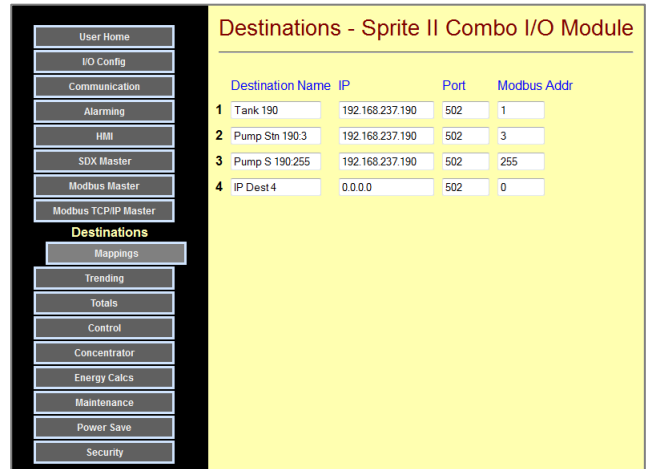 Destinations - Sprite II Combo I/O Module
User Home
I/O Config
Communication
Alarming
HMI
SDX Master
Modbus Master
Modbus TCP/IP Master
Destinations
Mappings
Trending
Totals
Control
Concentrator
Energy Calcs
Maintenance
Power Save
Security
Destination Name IP Port Modbus Addr
1 Tank 190 192.168.237.190 502 1
2 Pump Stn 190:3 192.168.237.190 502 3
3 Pump S 190:255 192.168.237.190 502 255
4 IP Dest 4 0.0.0.0 502 0